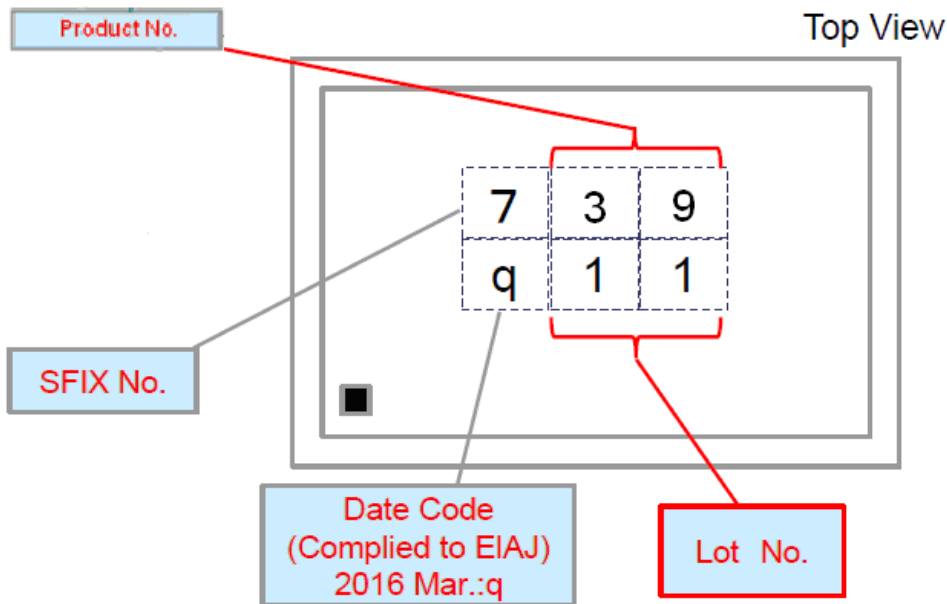 Product No.
Top View
7 3 9
q 1 1
SFIX No.
Date Code
(Complied to EIAJ)
2016 Mar.:q
Lot No.